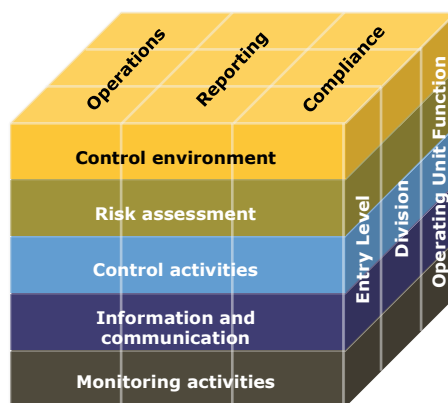 Operations
Reporting
Compliance
Control environment
Risk assessment
Control activities
Information and
communication
Monitoring activities
Entry Level
Division
Operating Unit Function